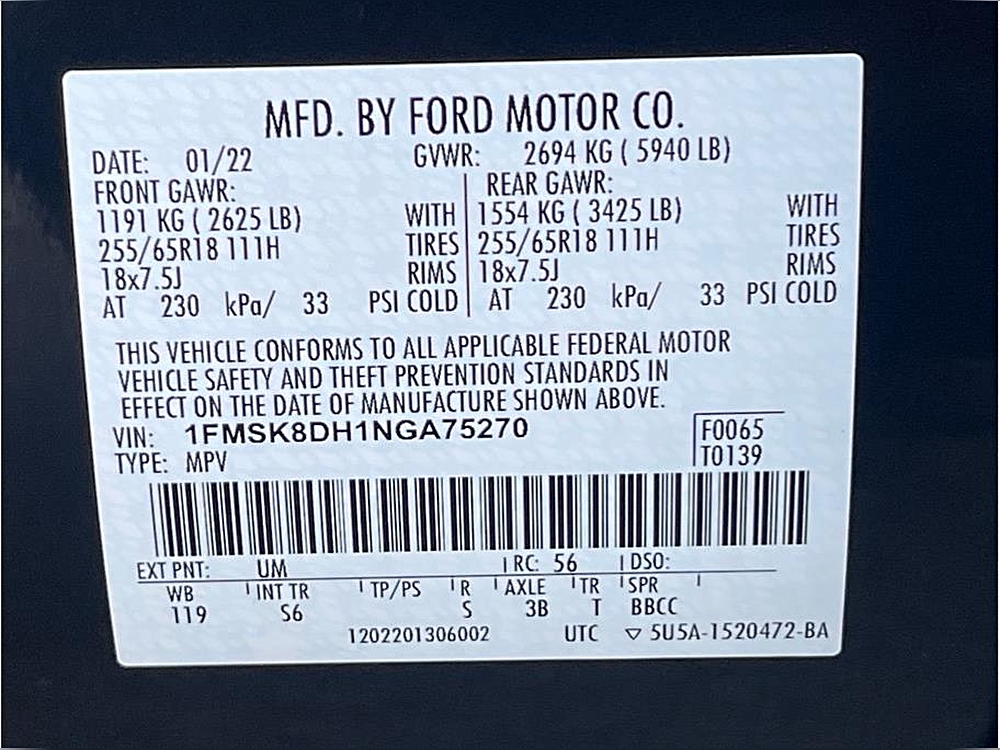 MFD. BY FORD MOTOR CO.
DATE: 01/22 GVWR: 2694 KG ( 5940 LB)
FRONT GAWR: REAR GAWR:
1191 KG ( 2625 LB) WITH 1554 KG ( 3425 LB) WITH
255/65R18 111H TIRES 255/65R18 111H TIRES
18x7.5J RIMS 18x7.5J RIMS
AT 230 kPa/ 33 PSI COLD AT 230 kPa/ 33 PSI COLD
THIS VEHICLE CONFORMS TO ALL APPLICABLE FEDERAL MOTOR
VEHICLE SAFETY AND THEFT PREVENTION STANDARDS IN
EFFECT ON THE DATE OF MANUFACTURE SHOWN ABOVE.
VIN: 1FMSK8DH1NGA75270 F0065
TYPE: MPV T0139
EXT PNT: UM RC: 56 DSO:
WB INT TR TP/PS R AXLE TR SPR
119 S6 S 3B T BBCC
1202201306002 UTC ▽ 5U5A-1520472-BA